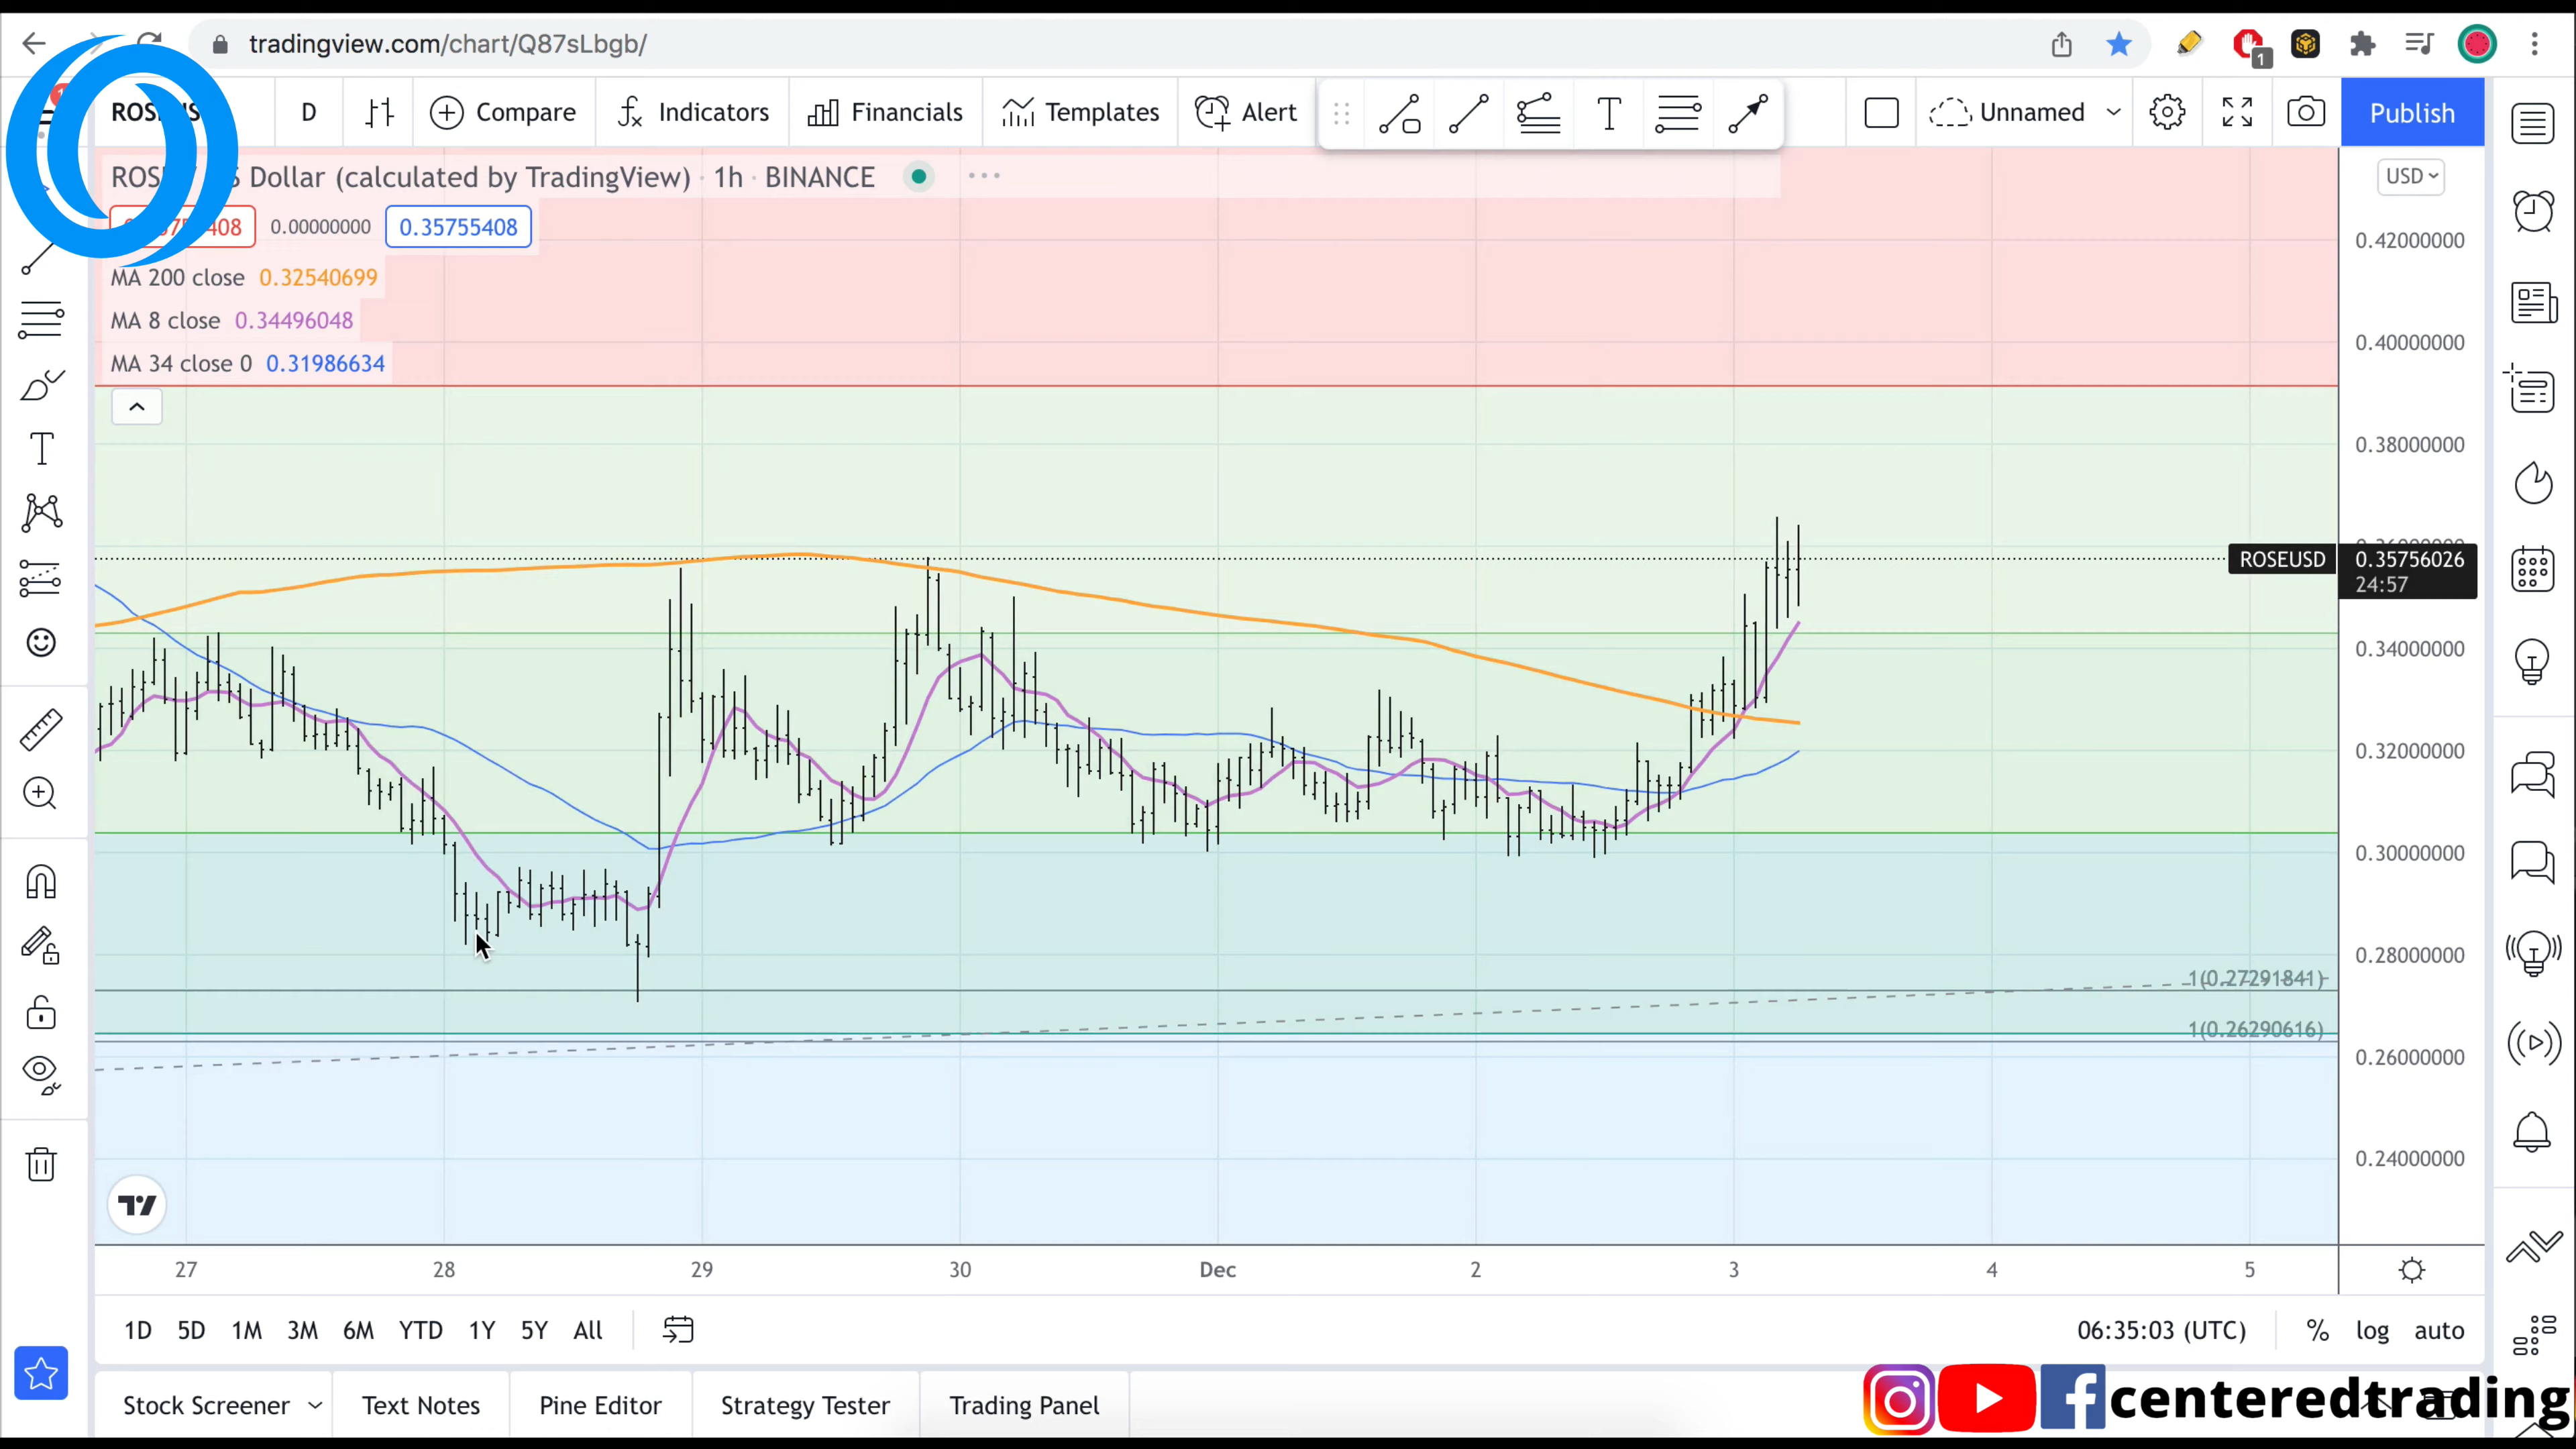 tradingview.com/chart/Q87sLbgb/
1
D Compare Indicators Financials Templates Alert Unnamed Publish
Dollar (calculated by TradingView) · 1h · BINANCE
USD
408 0.00000000 0.35755408
MA 200 close 0.32540699
MA 8 close 0.34496048
MA 34 close 0 0.31986634
0.42000000
0.40000000
0.38000000
ROSEUSD 0.35756026
24:57
0.34000000
0.32000000
0.30000000
0.28000000
1(0.27291841)
1(0.26290616)
0.26000000
0.24000000
27 28 29 30 Dec 2 3 4 5
1D 5D 1M 3M 6M YTD 1Y 5Y All 06:35:03 (UTC) % log auto
Stock Screener Text Notes Pine Editor Strategy Tester Trading Panel
centeredtrading